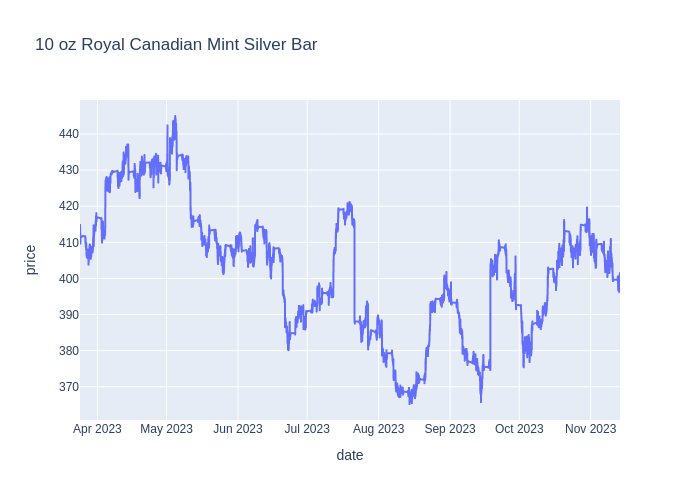 10 oz Royal Canadian Mint Silver Bar
price
440
430
420
410
400
390
380
370
Apr 2023 May 2023 Jun 2023 Jul 2023 Aug 2023 Sep 2023 Oct 2023 Nov 2023
date